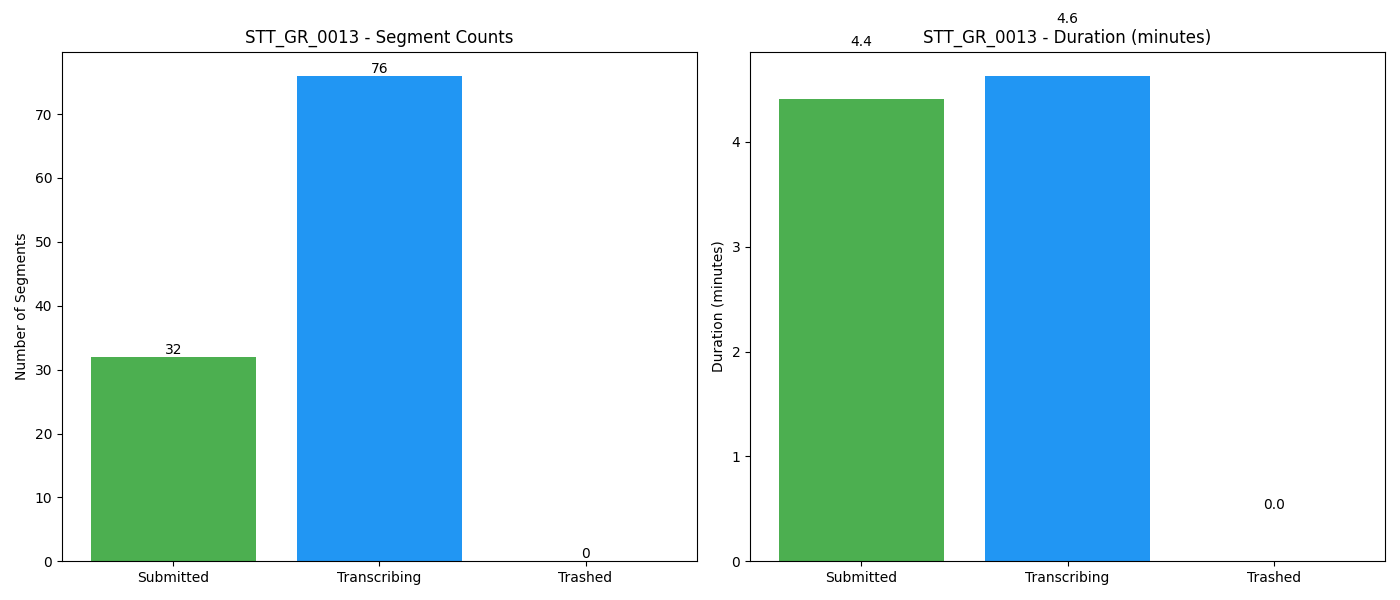 STT_GR_0013 - Segment Counts
Number of Segments
70
60
50
40
30
20
10
0
32
76
0
Submitted
Transcribing
Trashed
STT_GR_0013 - Duration (minutes)
Duration (minutes)
4
3
2
1
0
4.4
4.6
0.0
Submitted
Transcribing
Trashed